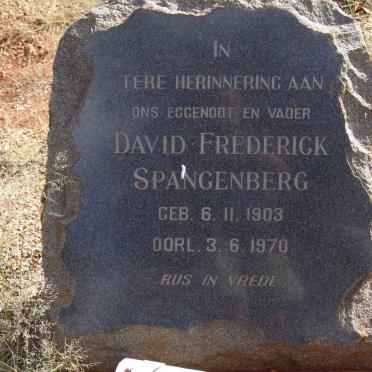 IN
TERE HERINNERING AAN
ONS EGGENOOT EN VADER
DAVID FREDERICK
SPANGENBERG
GEB. 6. 11. 1903
OORL. 3. 6. 1970
RUS IN VREDE